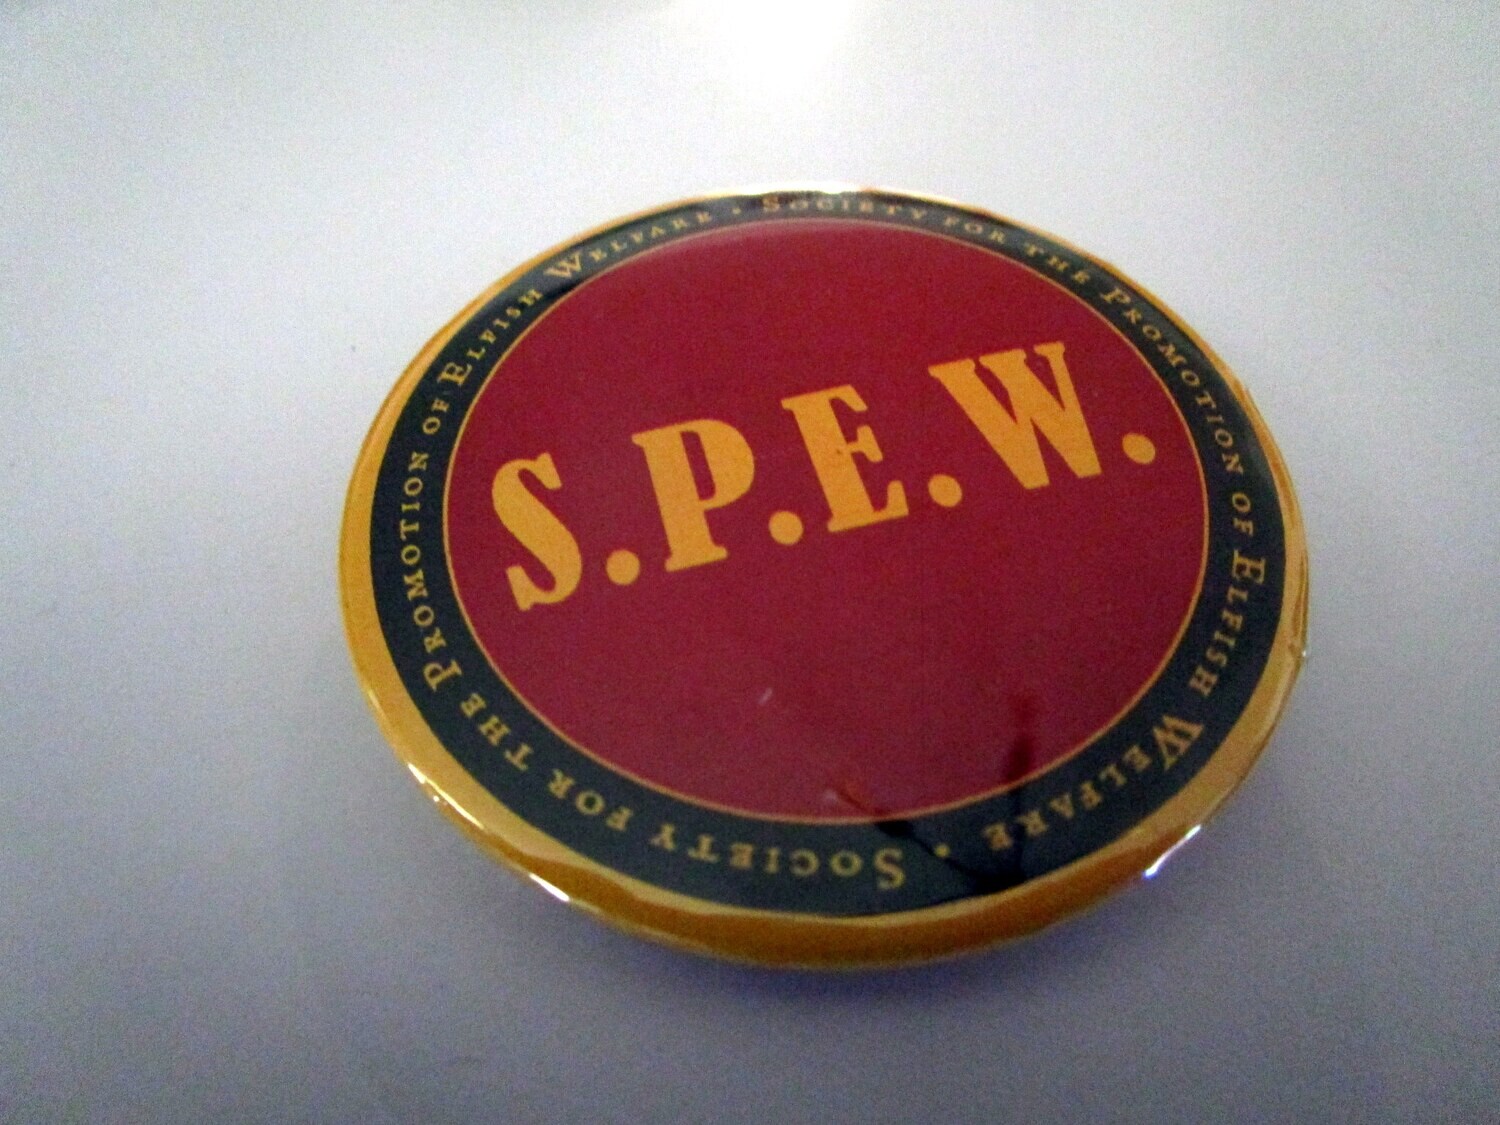 S.P.E.W.
Society for the Promotion of Elfish Welfare • Society for the Promotion of Elfish Welfare •